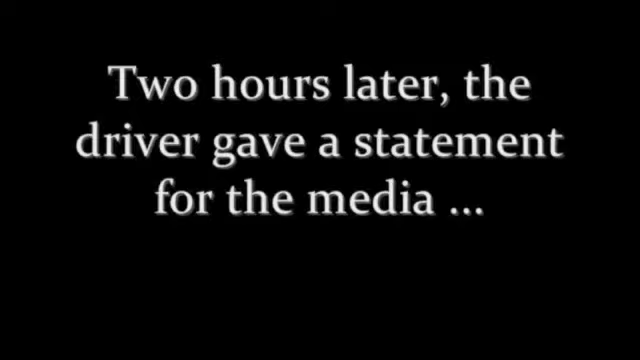 Two hours later, the
driver gave a statement
for the media ...